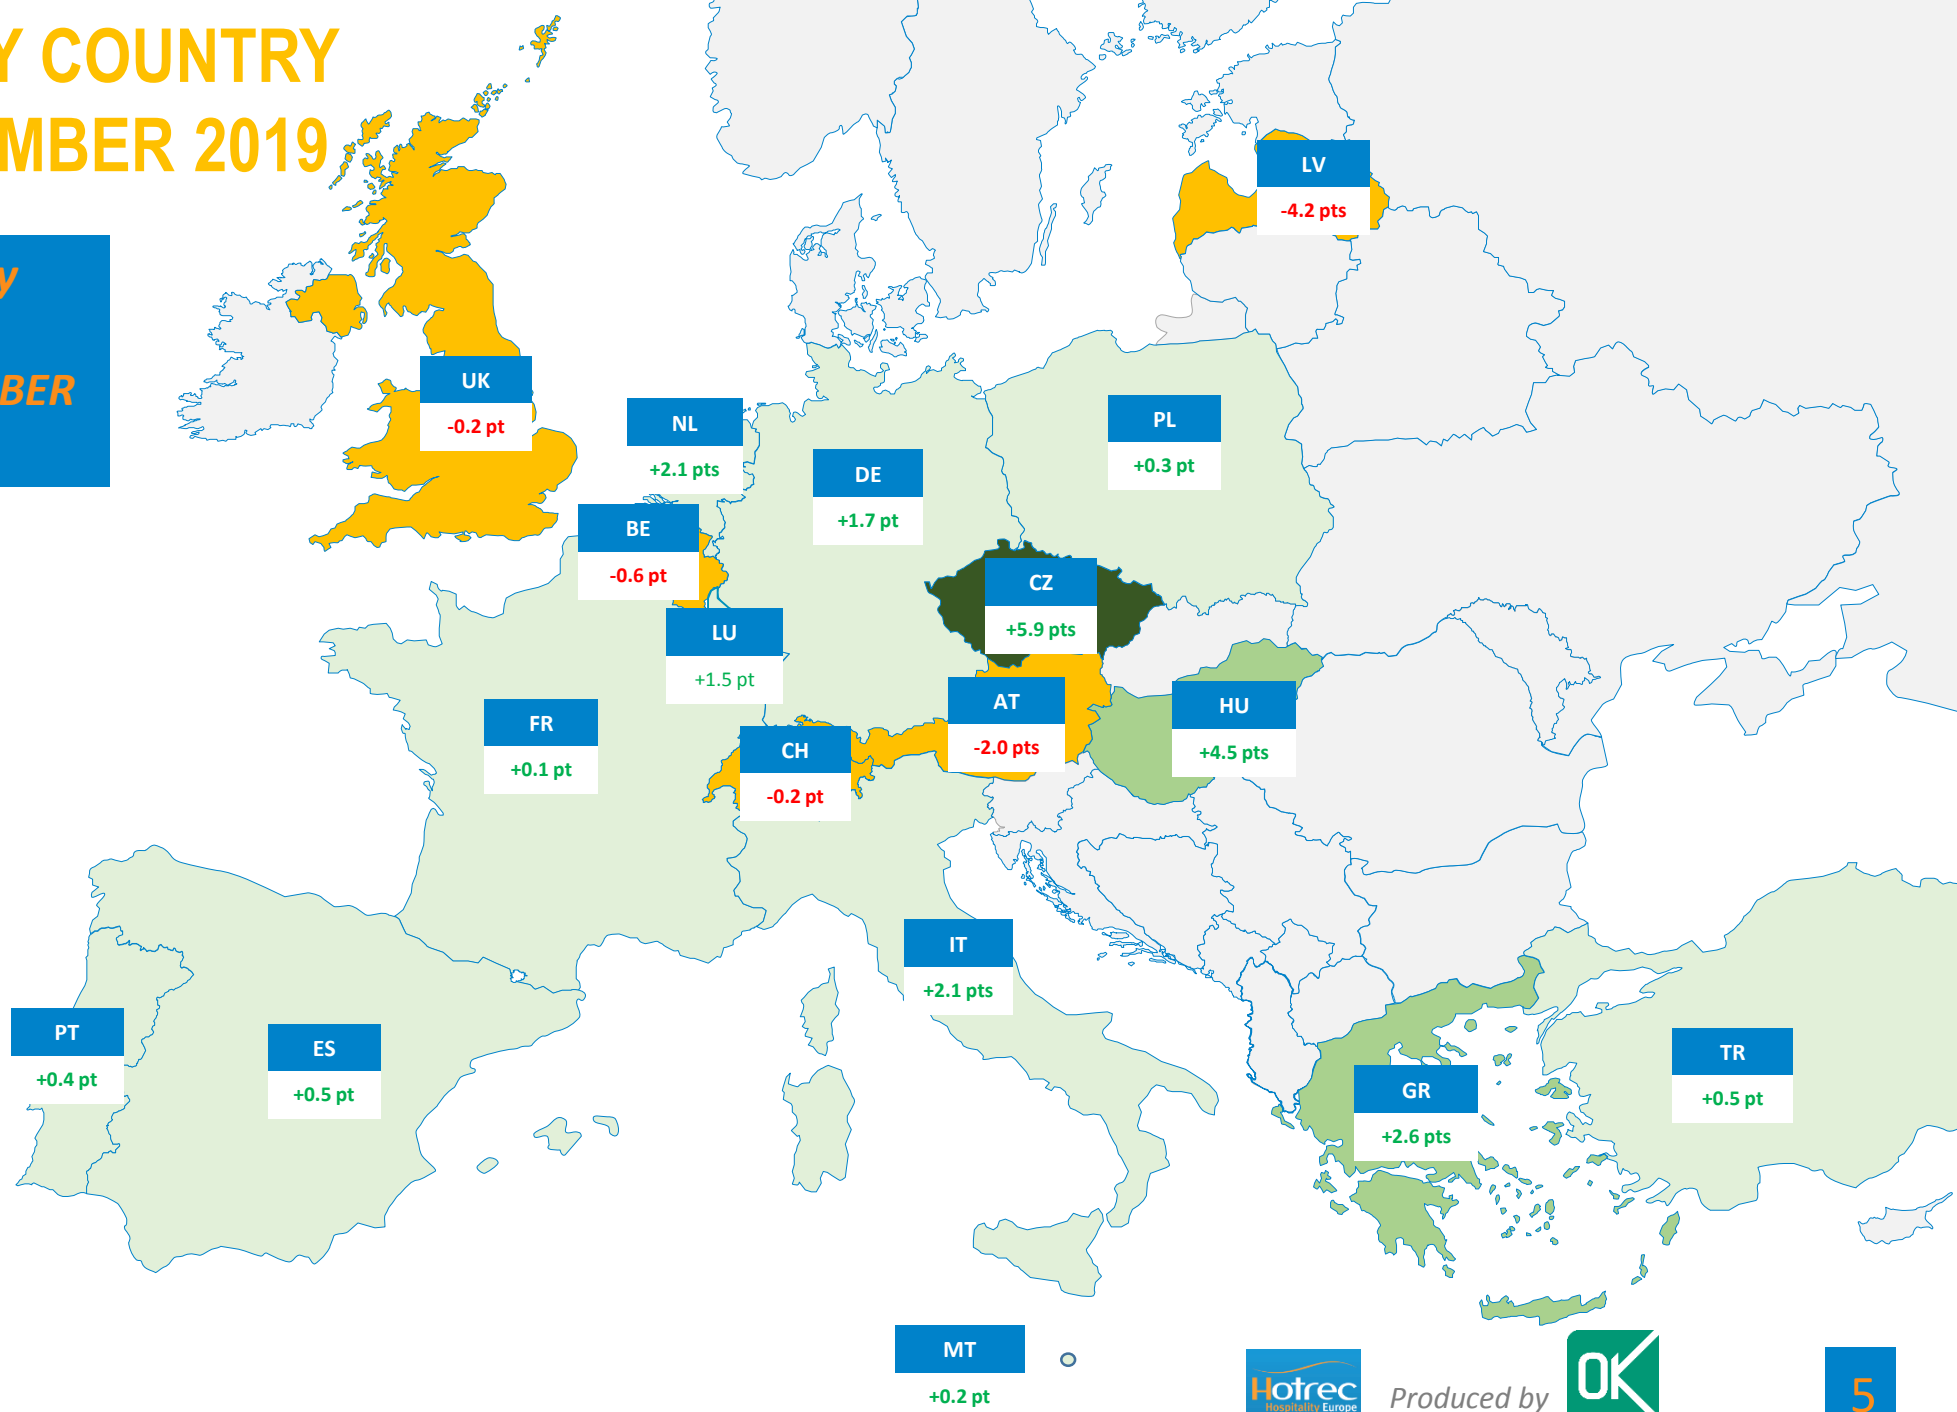 Y COUNTRY
MBER 2019
y
BER
LV
-4.2 pts
UK
-0.2 pt
NL
+2.1 pts
PL
+0.3 pt
DE
+1.7 pt
BE
-0.6 pt
CZ
+5.9 pts
LU
+1.5 pt
AT
-2.0 pts
HU
+4.5 pts
FR
+0.1 pt
CH
-0.2 pt
IT
+2.1 pts
PT
+0.4 pt
ES
+0.5 pt
TR
+0.5 pt
GR
+2.6 pts
MT
+0.2 pt
Hotrec
Hospitality Europe
Produced by
OK
5